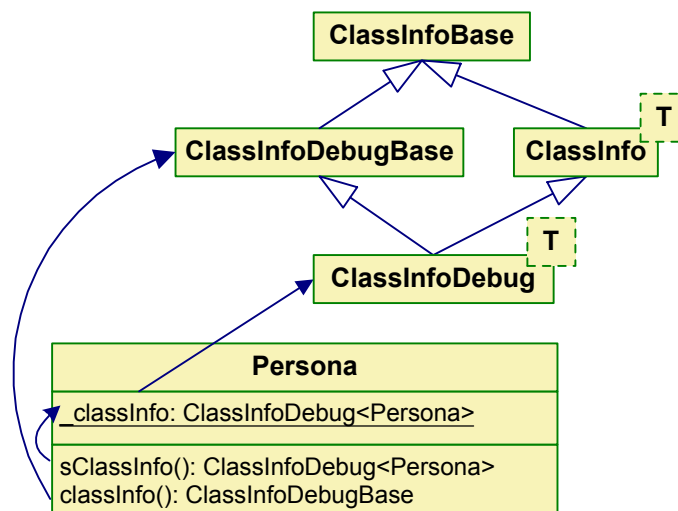 ClassInfoBase
T
ClassInfoDebugBase
ClassInfo
T
ClassInfoDebug
Persona
_classInfo: ClassInfoDebug<Persona>
sClassInfo(): ClassInfoDebug<Persona>
classInfo(): ClassInfoDebugBase